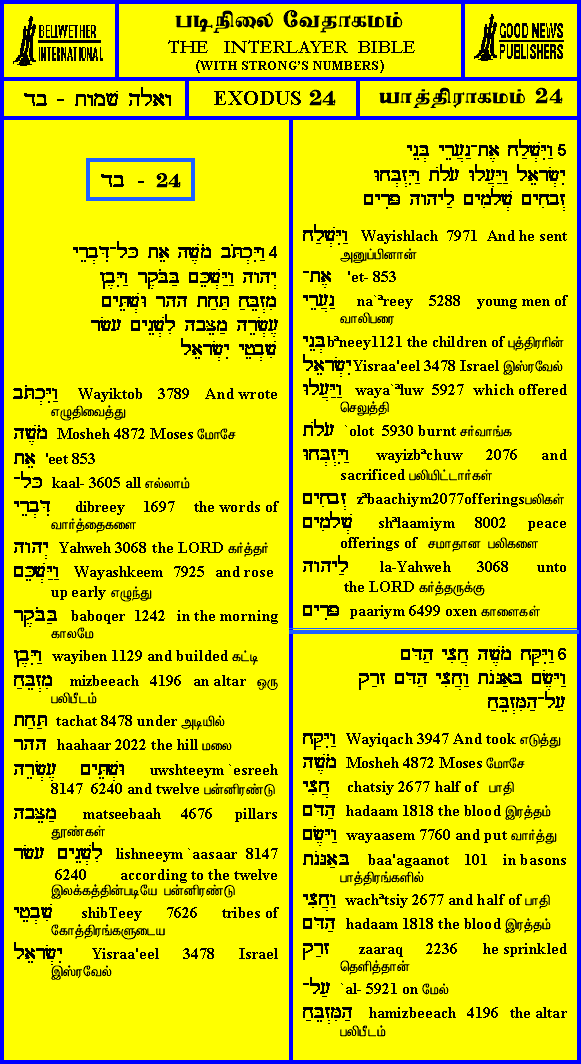 BELLWETHER
INTERNATIONAL
படிநிலை வேதாகமம்
THE INTERLAYER BIBLE
(WITH STRONG'S NUMBERS)
GOOD NEWS
PUBLISHERS
ואלה שמות - בד
EXODUS 24
யாத்திராகமம் 24
24 - בד
4 וַיִּכְתֹּב מֹשֶׁה אֵת כׇּל־דִּבְרֵי
יְהוָה וַיַּשְׁכֵּם בַּבֹּקֶר וַיִּבֶן
מִזְבֵּחַ תַּחַת הָהָר וּשְׁתֵּים
עֶשְׂרֵה מַצֵּבָה לִשְׁנֵים עָשָׂר
שִׁבְטֵי יִשְׂרָאֵל
וַיִּכְתֹּב Wayiktob 3789 And wrote
எழுதிவைத்து
מֹשֶׁה Mosheh 4872 Moses மோசே
אֵת 'eet 853
כׇּל־ kaal- 3605 all எல்லாம்
דִּבְרֵי dibreey 1697 the words of
வார்த்தைகளை
יְהוָה Yahweh 3068 the LORD கர்த்தர்
וַיַּשְׁכֵּם Wayashkeem 7925 and rose
up early எழுந்து
בַּבֹּקֶר baboqer 1242 in the morning
காலமே
וַיִּבֶן wayiben 1129 and builded கட்டி
מִזְבֵּחַ mizbeeach 4196 an altar ஒரு
பலிபீடம்
תַּחַת tachat 8478 under அடியில்
הָהָר haahaar 2022 the hill மலை
וּשְׁתֵּים עֶשְׂרֵה uwshteeym `esreeh
8147 6240 and twelve பன்னிரண்டு
מַצֵּבָה matseebaah 4676 pillars
தூண்கள்
לִשְׁנֵים עָשָׂר lishneeym `aasaar 8147
6240 according to the twelve
இலக்கத்தின்படியே பன்னிரண்டு
שִׁבְטֵי shibTeey 7626 tribes of
கோத்திரங்களுடைய
יִשְׂרָאֵל Yisraa'eel 3478 Israel
இஸ்ரவேல்
5 וַיִּשְׁלַח אֶת־נַעֲרֵי בְּנֵי
יִשְׂרָאֵל וַיַּעֲלוּ עֹלֹת וַיִּזְבְּחוּ
זְבָחִים שְׁלָמִים לַיהוָה פָּרִים
וַיִּשְׁלַח Wayishlach 7971 And he sent
அனுப்பினான்
אֶת־ 'et- 853
נַעֲרֵי na`ªreey 5288 young men of
வாலிபரை
בְּנֵי bªneey1121 the children of புத்திரரின்
יִשְׂרָאֵל Yisraa'eel 3478 Israel இஸ்ரவேல்
וַיַּעֲלוּ waya`ªluw 5927 which offered
செலுத்தி
עֹלֹת `olot 5930 burnt சர்வாங்க
וַיִּזְבְּחוּ wayizbªchuw 2076 and
sacrificed பலியிட்டார்கள்
זְבָחִים zªbaachiym2077offeringsபலிகள்
שְׁלָמִים shªlaamiym 8002 peace
offerings of சமாதான பலிகளை
לַיהוָה la-Yahweh 3068 unto
the LORD கர்த்தருக்கு
פָּרִים paariym 6499 oxen காளைகள்
6 וַיִּקַּח מֹשֶׁה חֲצִי הַדָּם
וַיָּשֶׂם בָּאַגָּנֹת וַחֲצִי הַדָּם זָרַק
עַל־הַמִּזְבֵּחַ
וַיִּקַּח Wayiqach 3947 And took எடுத்து
מֹשֶׁה Mosheh 4872 Moses மோசே
חֲצִי chatsiy 2677 half of பாதி
הַדָּם hadaam 1818 the blood இரத்தம்
וַיָּשֶׂם wayaasem 7760 and put வார்த்து
בָּאַגָּנֹת baa'agaanot 101 in basons
பாத்திரங்களில்
וַחֲצִי wachªtsiy 2677 and half of பாதி
הַדָּם hadaam 1818 the blood இரத்தம்
זָרַק zaaraq 2236 he sprinkled
தெளித்தான்
עַל־ `al- 5921 on மேல்
הַמִּזְבֵּחַ hamizbeeach 4196 the altar
பலிபீடம்